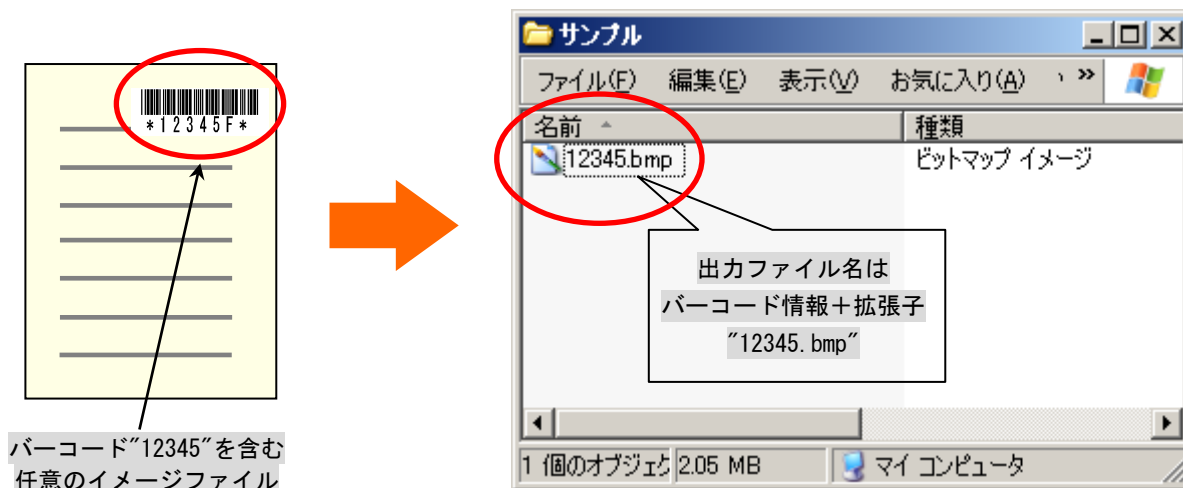 *12345F*
バーコード"12345"を含む
任意のイメージファイル
サンプル
ファイル(F) 編集(E) 表示(V) お気に入り(A) »
名前 種類
12345.bmp ビットマップ イメージ
出力ファイル名は
バーコード情報＋拡張子
"12345.bmp"
1 個のオブジェク 2.05 MB マイ コンピュータ